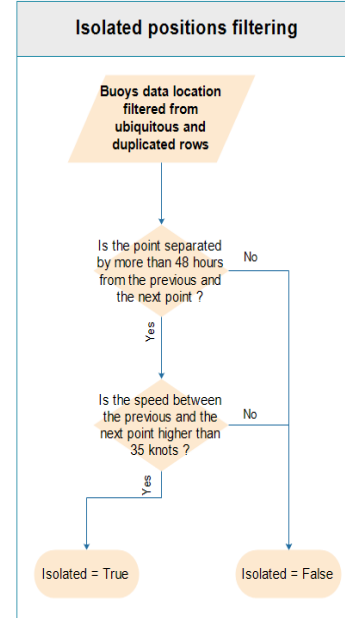 Isolated positions filtering
Buoys data location
filtered from
ubiquitous and
duplicated rows
Is the point separated
by more than 48 hours
from the previous and
the next point ?
No
Yes
Is the speed between
the previous and the
next point higher than
35 knots ?
No
Yes
Isolated = True
Isolated = False